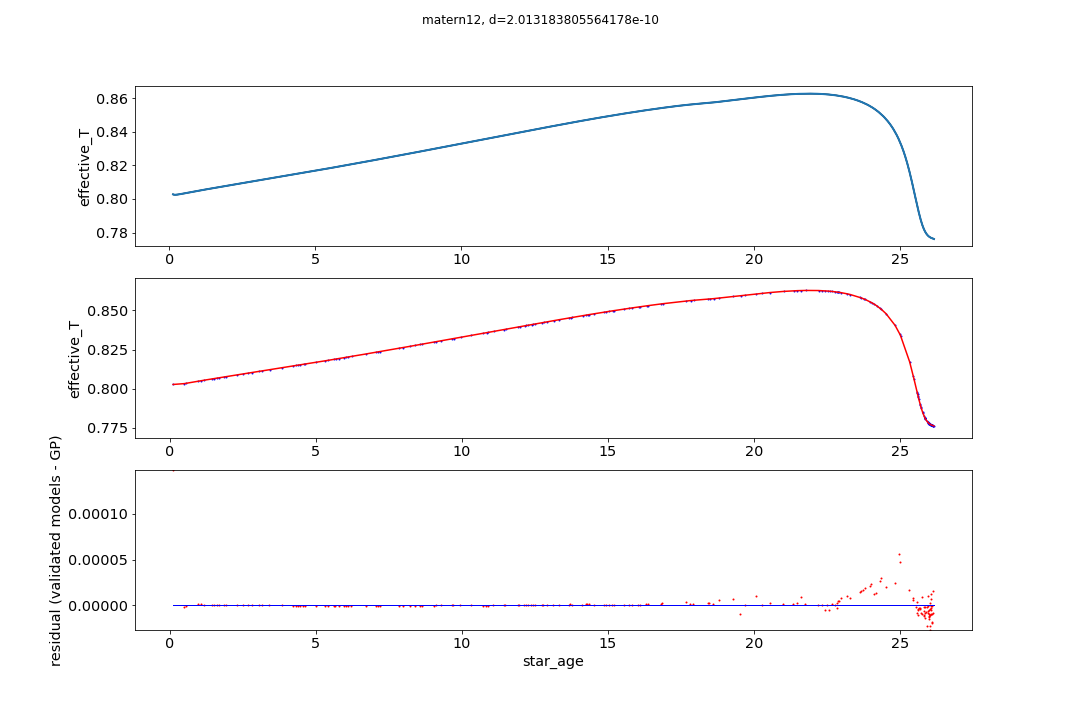 matern12, d=2.013183805564178e-10
effective_T
0.86
0.84
0.82
0.80
0.78
0 5 10 15 20 25
effective_T
0.850
0.825
0.800
0.775
0 5 10 15 20 25
residual (validated models - GP)
0.00010
0.00005
0.00000
0 5 10 15 20 25
star_age